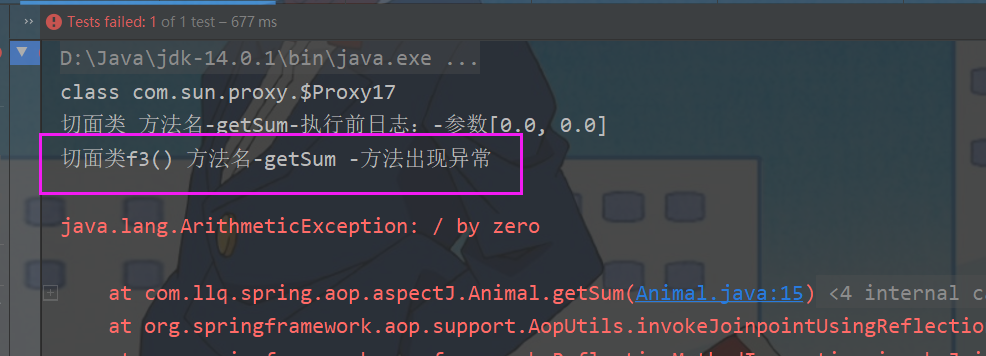 » Tests failed: 1 of 1 test – 677 ms
D:\Java\jdk-14.0.1\bin\java.exe ...
class com.sun.proxy.$Proxy17
切面类 方法名-getSum-执行前日志: -参数[0.0, 0.0]
切面类f3() 方法名-getSum -方法出现异常
java.lang.ArithmeticException: / by zero
at com.llq.spring.aop.aspectJ.Animal.getSum(Animal.java:15) <4 internal c
at org.springframework.aop.support.AopUtils.invokeJoinpointUsingReflectio